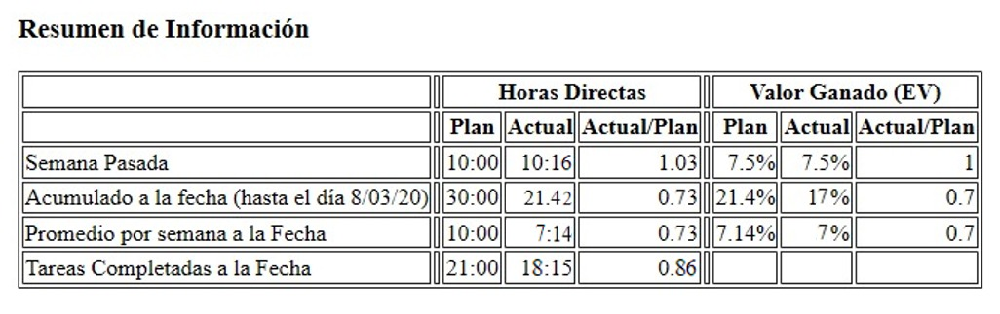 Resumen de Información
Horas Directas Valor Ganado (EV)
Plan Actual Actual/Plan Plan Actual Actual/Plan
Semana Pasada 10:00 10:16 1.03 7.5% 7.5% 1
Acumulado a la fecha (hasta el día 8/03/20) 30:00 21.42 0.73 21.4% 17% 0.7
Promedio por semana a la Fecha 10:00 7:14 0.73 7.14% 7% 0.7
Tareas Completadas a la Fecha 21:00 18:15 0.86